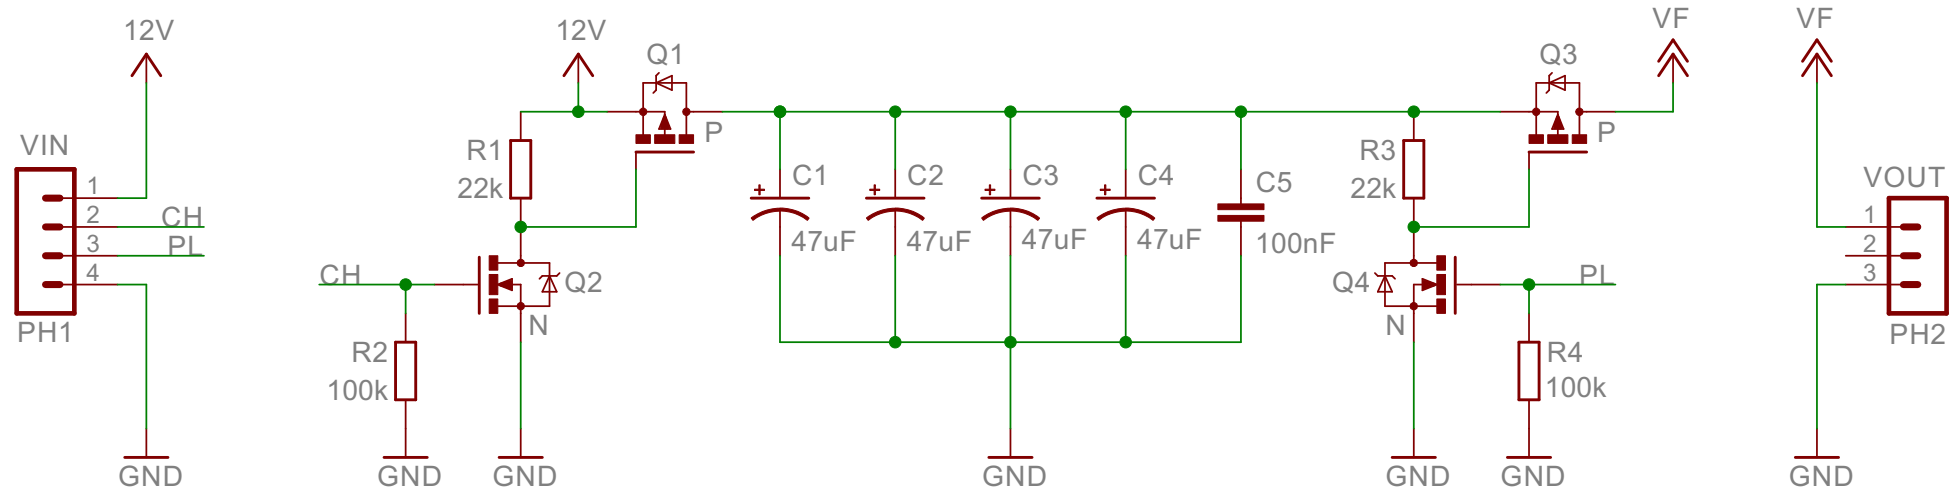 12V
VIN
1
2
3
4
CH
PL
PH1
GND
12V
Q1
P
R1
22k
CH
Q2
N
R2
100k
GND
GND
C1
47uF
C2
47uF
C3
47uF
C4
47uF
C5
100nF
GND
Q3
P
VF
R3
22k
Q4
N
PL
R4
100k
GND
GND
VF
VOUT
1
2
3
PH2
GND